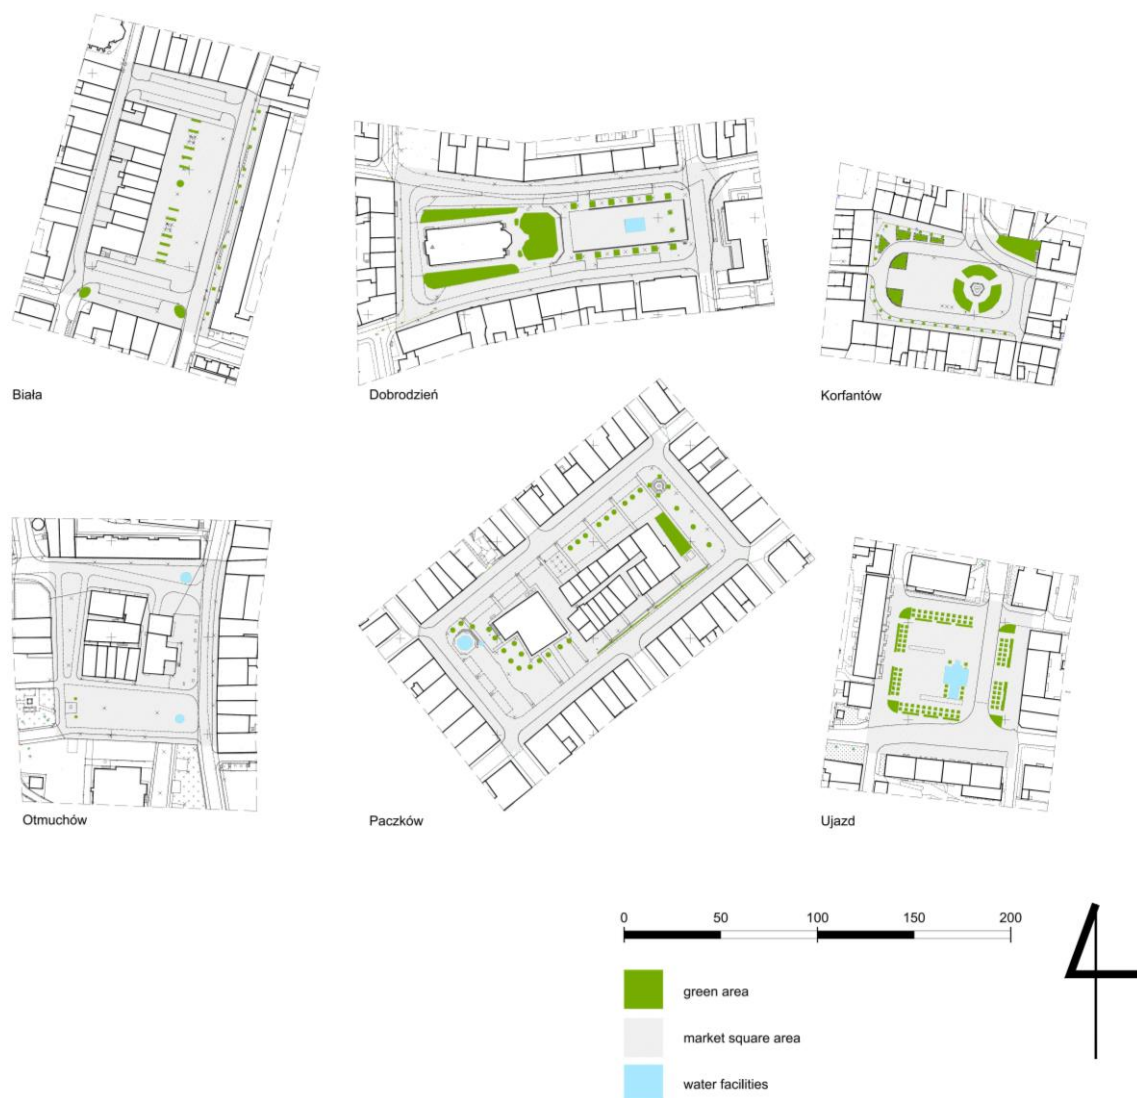 Biała
Dobrodzień
Korfantów
Otmuchów
Paczków
Ujazd
0 50 100 150 200
green area
market square area
water facilities